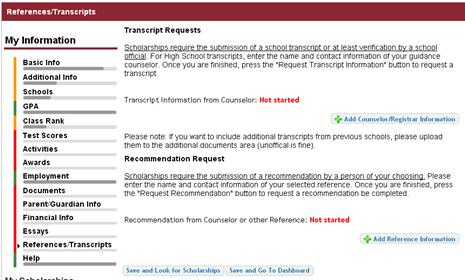 References/Transcripts
My Information
Basic Info
Additional Info
Schools
GPA
Class Rank
Test Scores
Activities
Awards
Employment
Documents
Parent/Guardian Info
Financial Info
Essays
References/Transcripts
Help
My Scholarships
Transcript Requests
Scholarships require the submission of a school transcript or at least verification by a school
official. For High School transcripts, enter the name and contact information of your guidance
counselor. Once you are finished, press the "Request Transcript Information" button to request a
transcript.
Transcript Information from Counselor: Not started
Add Counselor/Registrar Information
Please note: If you want to include additional transcripts from previous schools, please upload
them to the additional documents area (unoffical is fine).
Recommendation Request
Scholarships require the submission of a recommendation by a person of your choosing. Please
enter the name and contact information of your selected reference. Once you are finished, press
the "Request Recommendation" button to request a recommendation be completed.
Recommendation from Counselor or other Reference: Not started
Add Reference Information
Save and Look for Scholarships
Save and Go To Dashboard